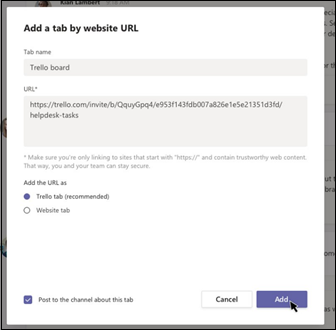 Kian Lambert
Add a tab by website URL
Tab name
Trello board
URL*
https://trello.com/invite/b/QquyGpq4/e953f143fdb007a826e1e5e21351d3fd/
helpdesk-tasks
* Make sure you're only linking to sites that start with "https://" and contain trustworthy web content.
That way, you and your team can stay secure.
Add the URL as
Trello tab (recommended)
Website tab
Post to the channel about this tab
Cancel
Add